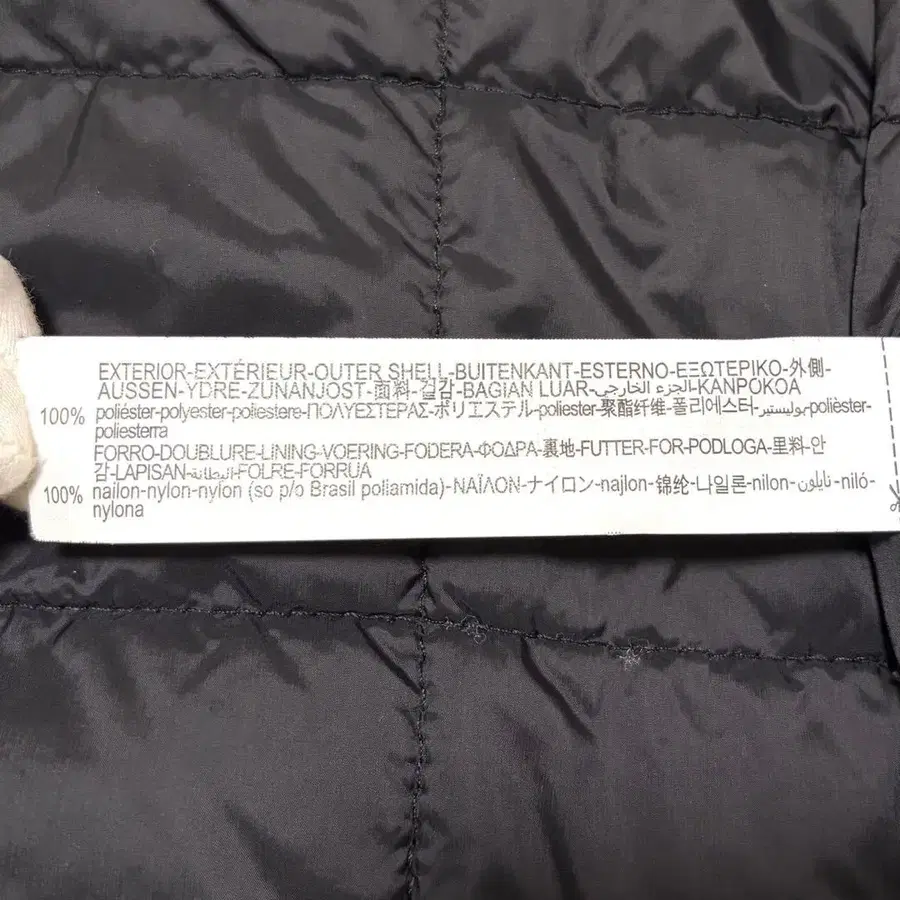 EXTERIOR-EXTÉRIEUR-OUTER SHELL-BUITENKANT-ESTERNO-ΕΞΩΤΕΡΙΚΟ-外側-
AUSSEN-YDRE-ZUNANJOST-面料-겉감-BAGIAN LUAR-الجزء الخارجي-KANPOKOA
100% poliéster-polyester-poliestere-ΠΟΛΥΕΣΤΕΡΑΣ-ポリエステル-poliester-聚酯纤维-폴리에스터-بوليستير-polièster-
poliesterra
FORRO-DOUBLURE-LINING-VOERING-FODERA-ΦΟΔΡΑ-裏地-FUTTER-FOR-PODLOGA-里料-안
감-LAPISAN-البطانة-FOLRE-FORRUA
100% nailon-nylon-nylon (so p/o Brasil poliamida)-ΝΑΪΛΟΝ-ナイロン-najlon-锦纶-나일론-nilon-نايلون-niló-
nylona